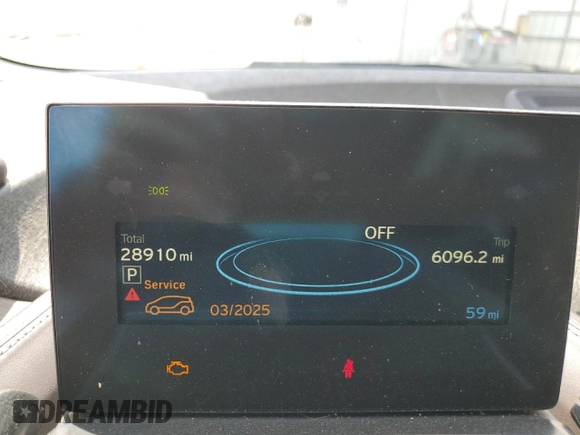 OFF
Total
Trip
28910 mi
6096.2 mi
P
Service
03/2025
59 mi
DREAMBID